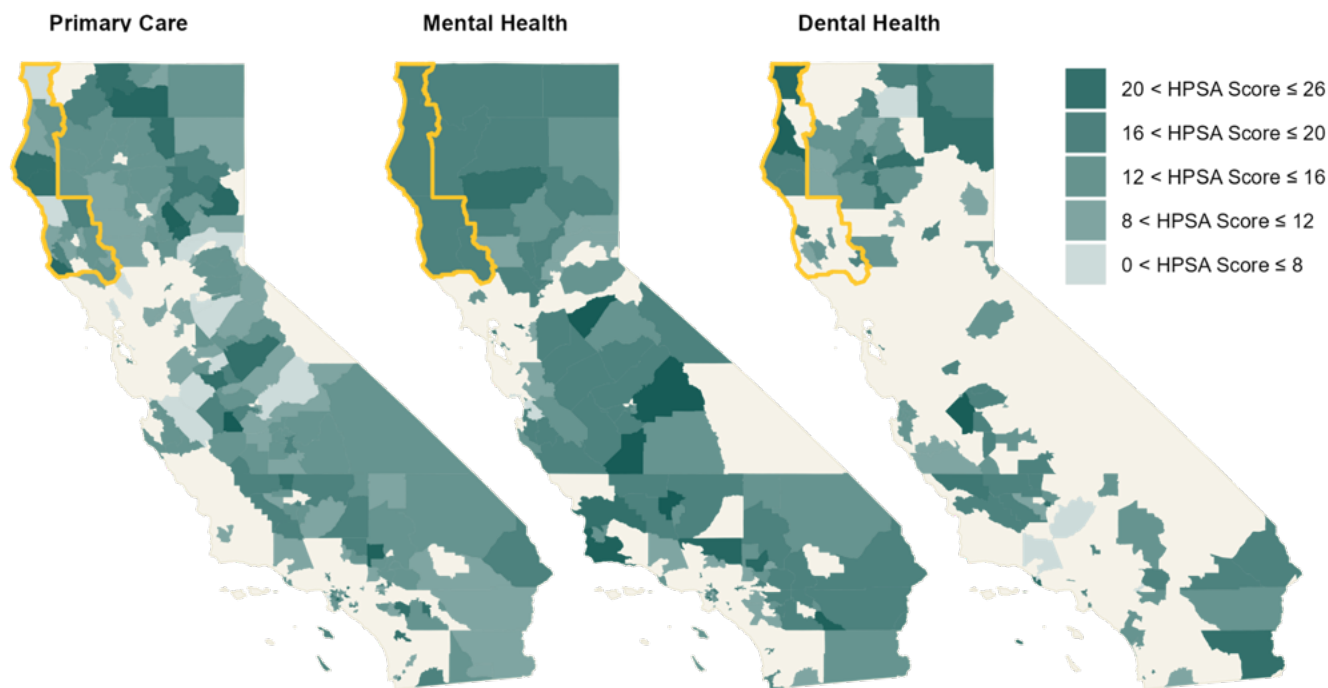 Primary Care
Mental Health
Dental Health
20 < HPSA Score ≤ 26
16 < HPSA Score ≤ 20
12 < HPSA Score ≤ 16
8 < HPSA Score ≤ 12
0 < HPSA Score ≤ 8